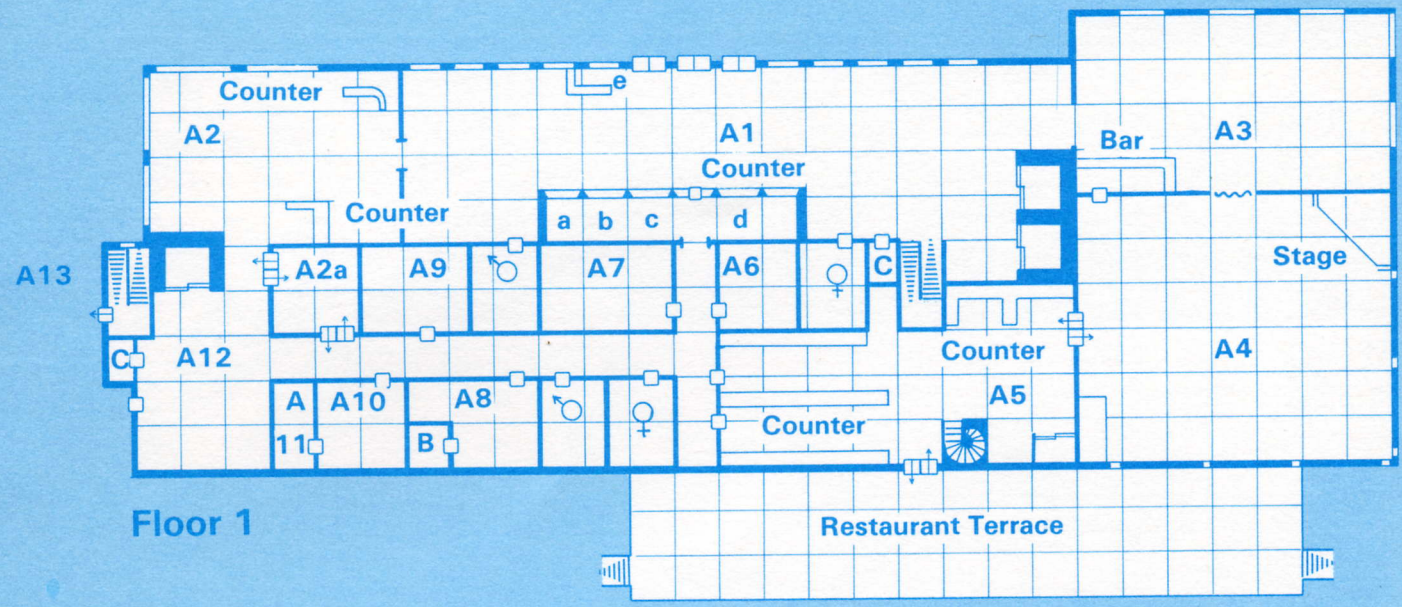 Counter
e
A2
A1
Bar
A3
Counter
Counter
a
b
c
d
A13
A2a
A9
A7
A6
C
Stage
C
A12
Counter
A4
A
11
A10
A8
B
A5
Counter
Floor 1
Restaurant Terrace